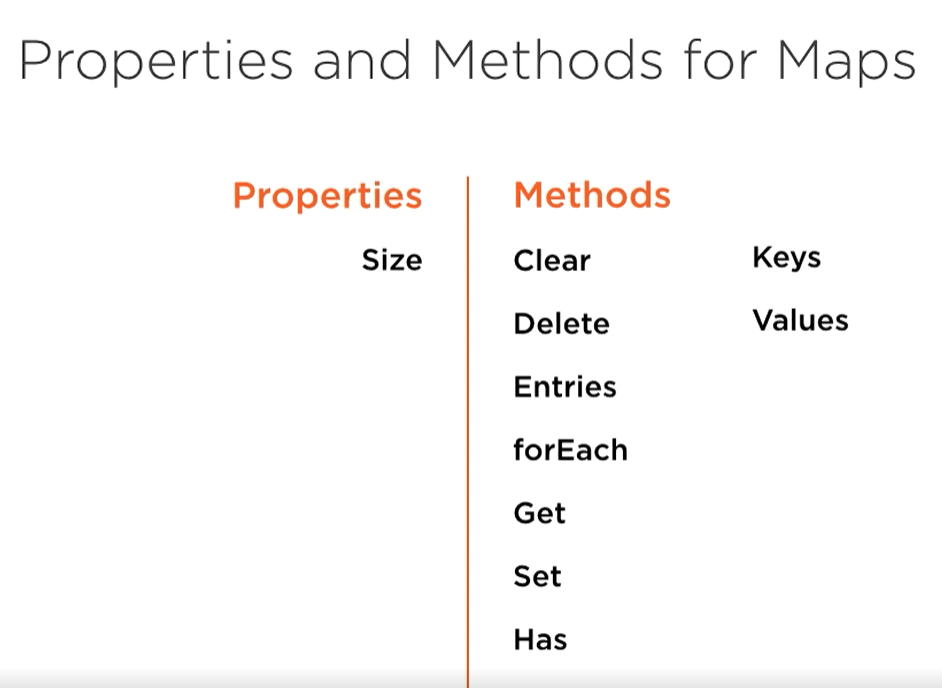 Properties and Methods for Maps
Properties
Size
Methods
Clear
Delete
Entries
forEach
Get
Set
Has
Keys
Values